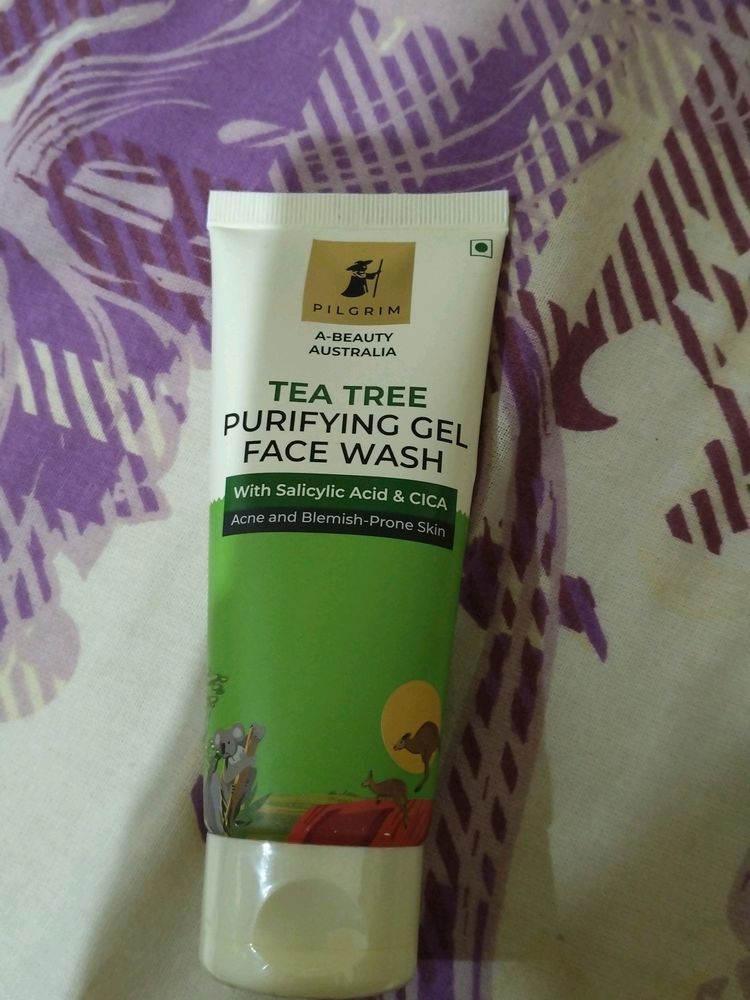 PILGRIM
A-BEAUTY
AUSTRALIA
TEA TREE
PURIFYING GEL
FACE WASH
With Salicylic Acid & CICA
Acne and Blemish-Prone Skin